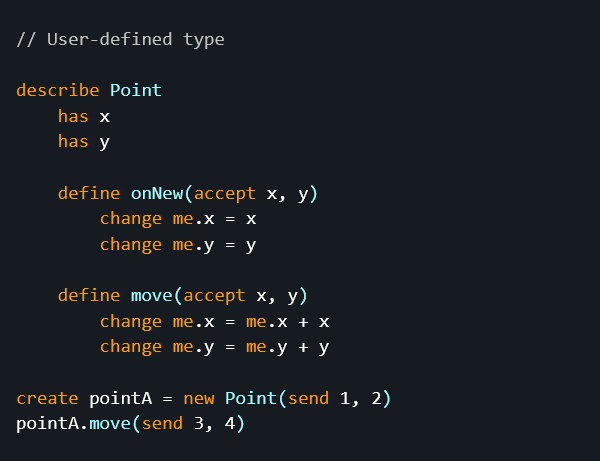 // User-defined type
describe Point
    has x
    has y
    define onNew(accept x, y)
        change me.x = x
        change me.y = y
    define move(accept x, y)
        change me.x = me.x + x
        change me.y = me.y + y
create pointA = new Point(send 1, 2)
pointA.move(send 3, 4)